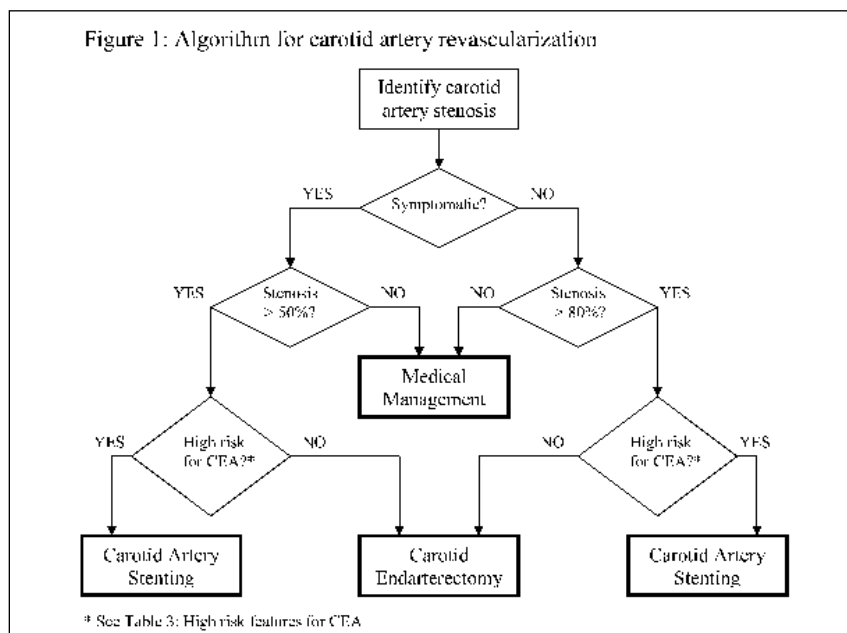 Figure 1: Algorithm for carotid artery revascularization
Identify carotid
artery stenosis
YES
Symptomatic?
NO
YES
Stenosis
> 50%?
NO
NO
Stenosis
> 80%?
YES
Medical
Management
YES
High risk
for CEA?*
NO
NO
High risk
for CEA?*
YES
Carotid Artery
Stenting
Carotid
Endarterectomy
Carotid Artery
Stenting
* See Table 3: High risk features for CEA